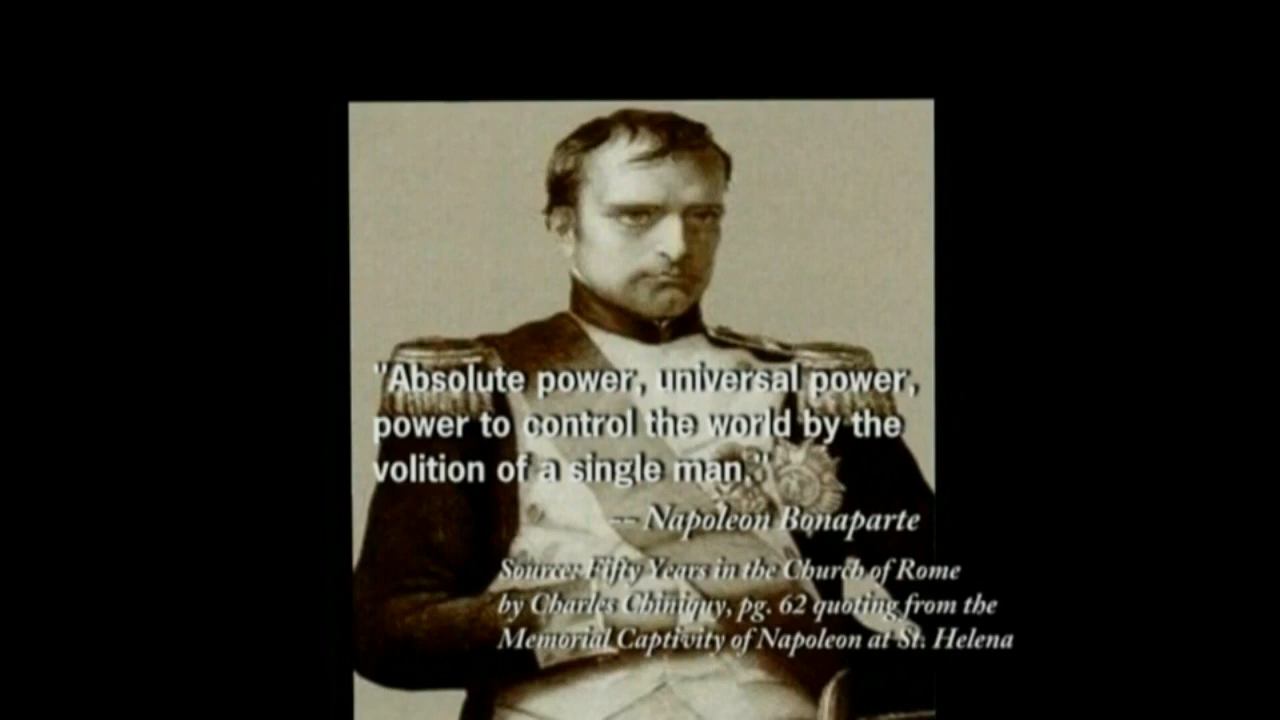 "Absolute power, universal power,
power to control the world by the
volition of a single man."
-- Napoleon Bonaparte
Source: Fifty Years in the Church of Rome
by Charles Chiniquy, pg. 62 quoting from the
Memorial Captivity of Napoleon at St. Helena